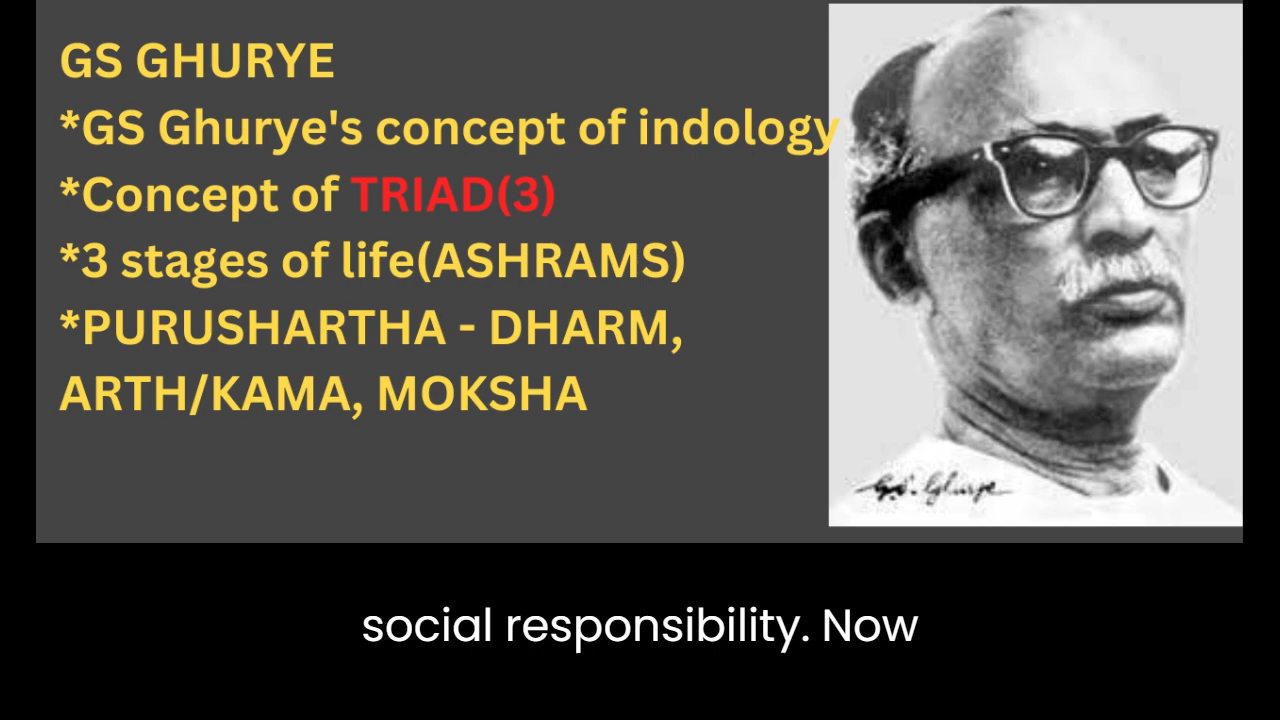 GS GHURYE
*GS Ghurye's concept of indology
*Concept of TRIAD(3)
*3 stages of life(ASHRAMS)
*PURUSHARTHA - DHARM,
ARTH/KAMA, MOKSHA
G.S. Ghurye
social responsibility. Now